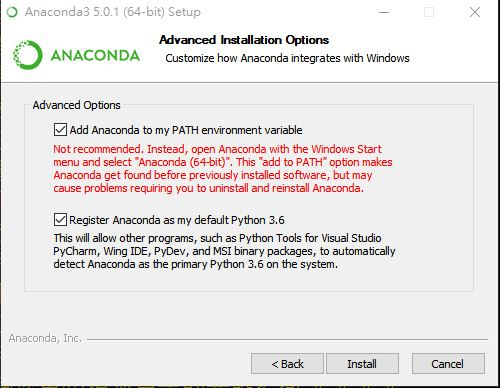 Anaconda3 5.0.1 (64-bit) Setup
ANACONDA
Advanced Installation Options
Customize how Anaconda integrates with Windows
Advanced Options
Add Anaconda to my PATH environment variable
Not recommended. Instead, open Anaconda with the Windows Start
menu and select "Anaconda (64-bit)". This "add to PATH" option makes
Anaconda get found before previously installed software, but may
cause problems requiring you to uninstall and reinstall Anaconda.
Register Anaconda as my default Python 3.6
This will allow other programs, such as Python Tools for Visual Studio
PyCharm, Wing IDE, PyDev, and MSI binary packages, to automatically
detect Anaconda as the primary Python 3.6 on the system.
Anaconda, Inc.
< Back
Install
Cancel